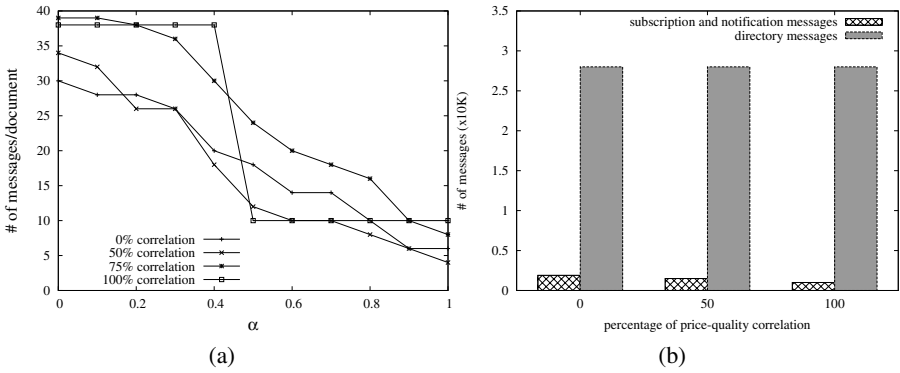 40
35
30
25
20
15
10
5
0
# of messages/document
0% correlation
50% correlation
75% correlation
100% correlation
0 0.2 0.4 0.6 0.8 1
α
(a)
subscription and notification messages
directory messages
3.5
3
2.5
2
1.5
1
0.5
0
# of messages (x10K)
0 50 100
percentage of price-quality correlation
(b)